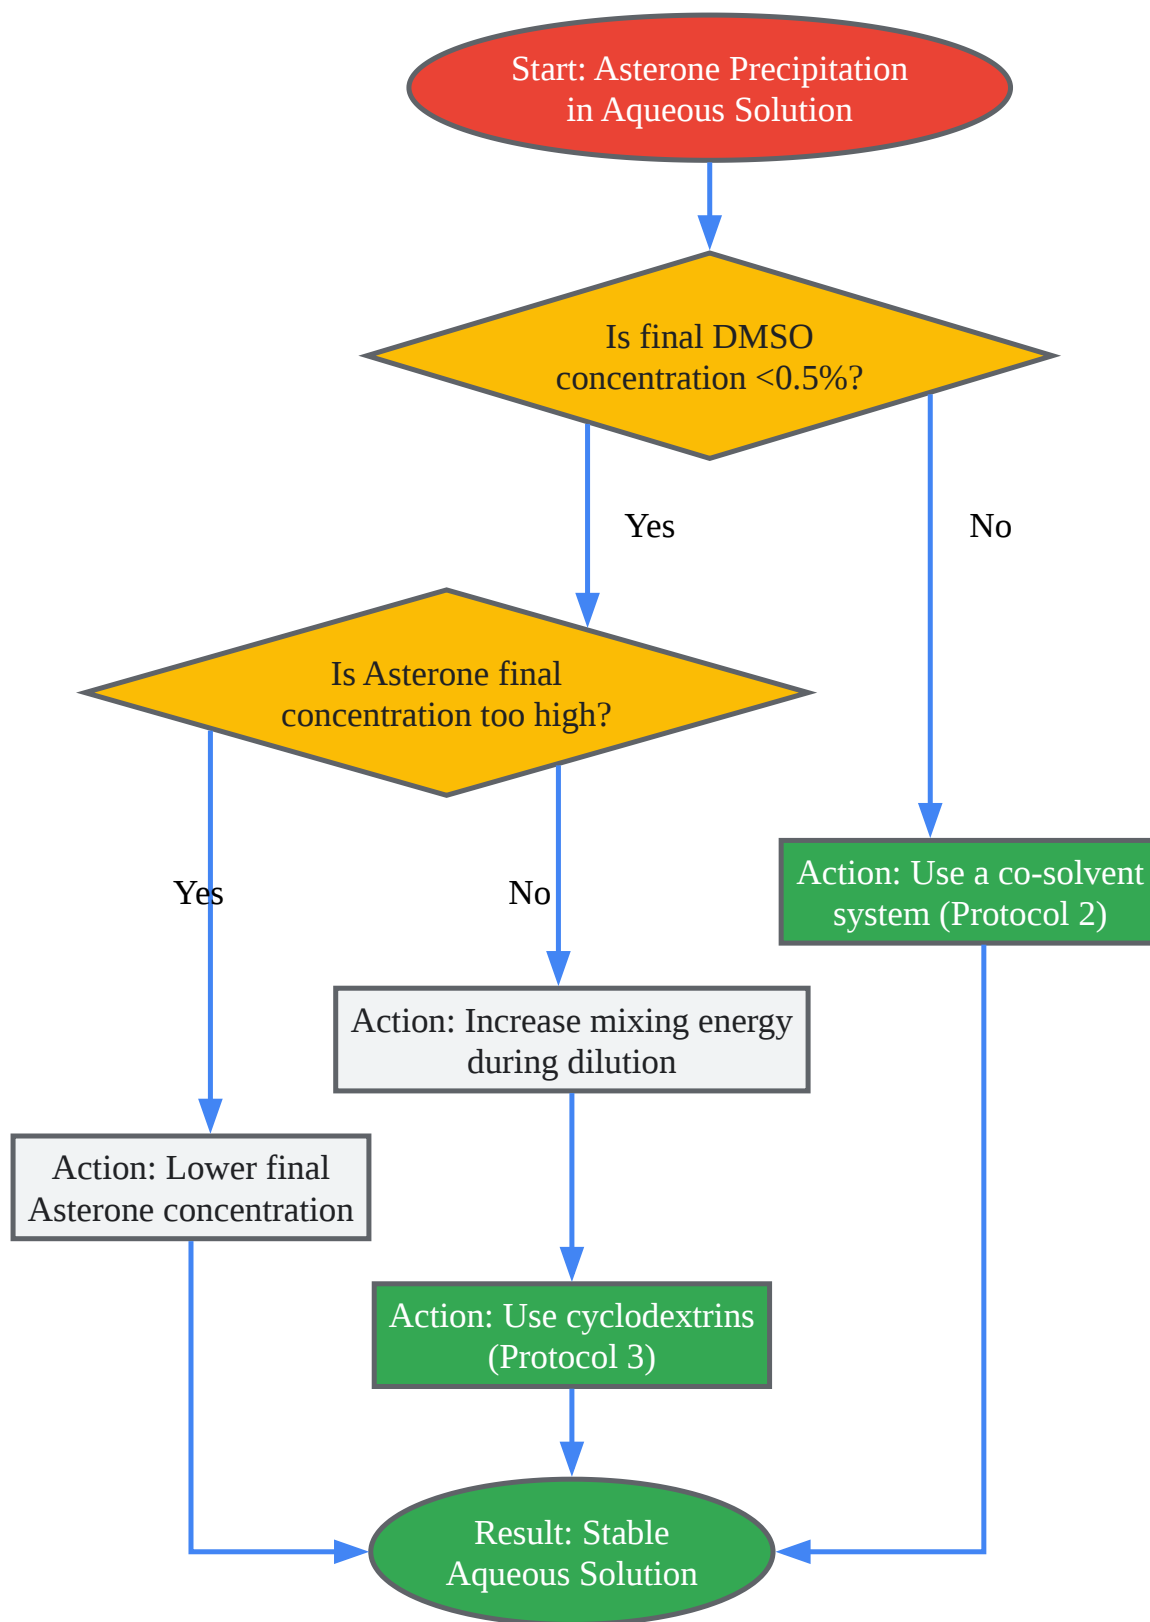 Start: Asterone Precipitation
in Aqueous Solution
Is final DMSO
concentration <0.5%?
Yes
No
Is Asterone final
concentration too high?
Yes
No
Action: Use a co-solvent
system (Protocol 2)
Action: Increase mixing energy
during dilution
Action: Lower final
Asterone concentration
Action: Use cyclodextrins
(Protocol 3)
Result: Stable
Aqueous Solution